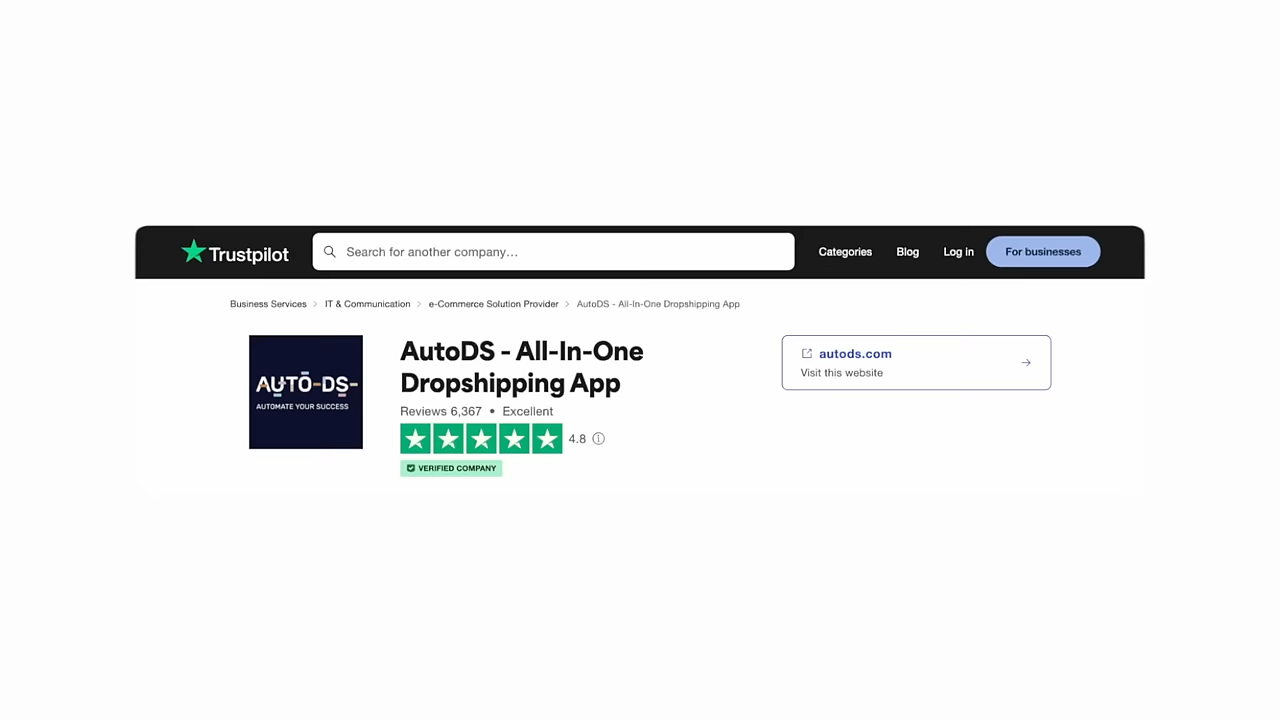 Trustpilot
Search for another company...
Categories
Blog
Log in
For businesses
Business Services > IT & Communication > e-Commerce Solution Provider > AutoDS - All-In-One Dropshipping App
AUTO-DS-
AUTOMATE YOUR SUCCESS
AutoDS - All-In-One
Dropshipping App
Reviews 6,367 • Excellent
4.8
VERIFIED COMPANY
autods.com
Visit this website